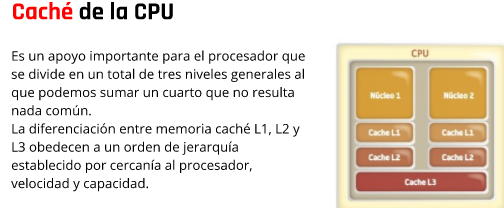 Caché de la CPU
Es un apoyo importante para el procesador que
se divide en un total de tres niveles generales al
que podemos sumar un cuarto que no resulta
nada común.
La diferenciación entre memoria caché L1, L2 y
L3 obedecen a un orden de jerarquía
establecido por cercanía al procesador,
velocidad y capacidad.
CPU
Núcleo 1
Núcleo 2
Cache L1
Cache L1
Cache L2
Cache L2
Cache L3